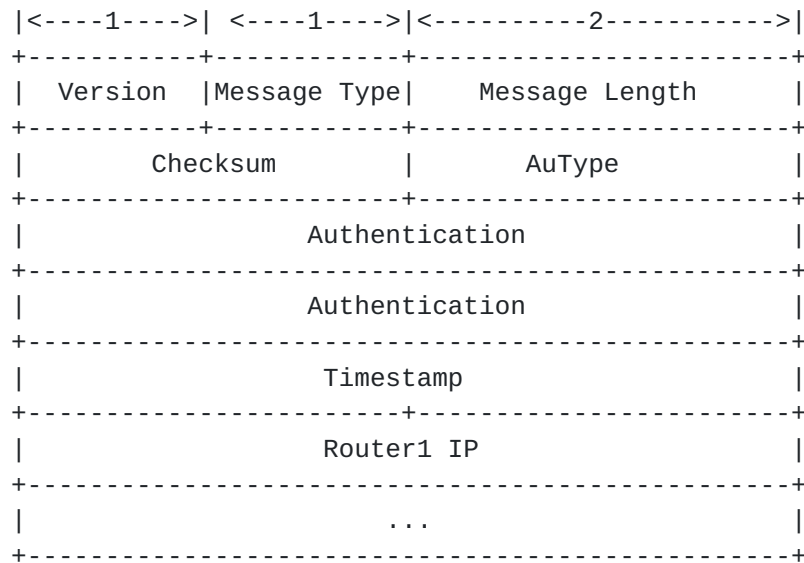 |<----1---->| <----1---->|<----------2----------->|
+-----------+------------+------------------------+
|  Version  |Message Type|    Message Length      |
+-----------+------------+------------------------+
|        Checksum        |       AuType           |
+------------------------+------------------------+
|                  Authentication                 |
+-------------------------------------------------+
|                  Authentication                 |
+-------------------------------------------------+
|                   Timestamp                     |
+------------------------+------------------------+
|                   Router1 IP                    |
+-------------------------------------------------+
|                       ...                       |
+-------------------------------------------------+